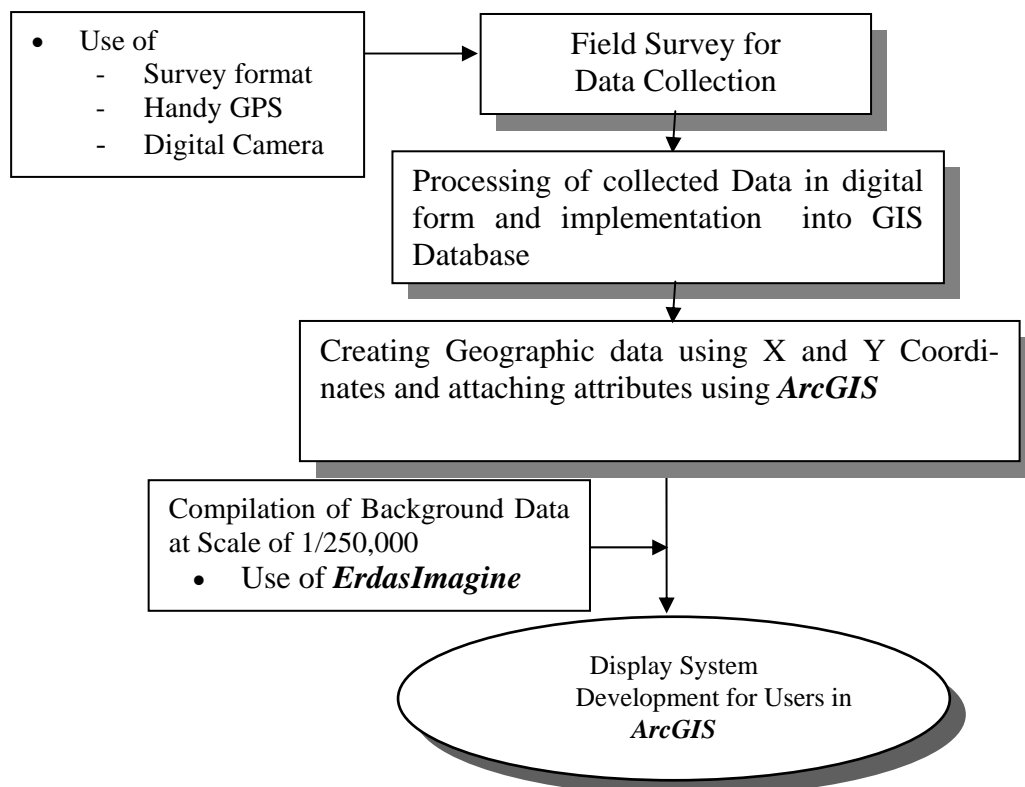 • Use of
- Survey format
- Handy GPS
- Digital Camera
Field Survey for
Data Collection
Processing of collected Data in digital
form and implementation into GIS
Database
Creating Geographic data using X and Y Coordi-
nates and attaching attributes using ArcGIS
Compilation of Background Data
at Scale of 1/250,000
• Use of ErdasImagine
Display System
Development for Users in
ArcGIS